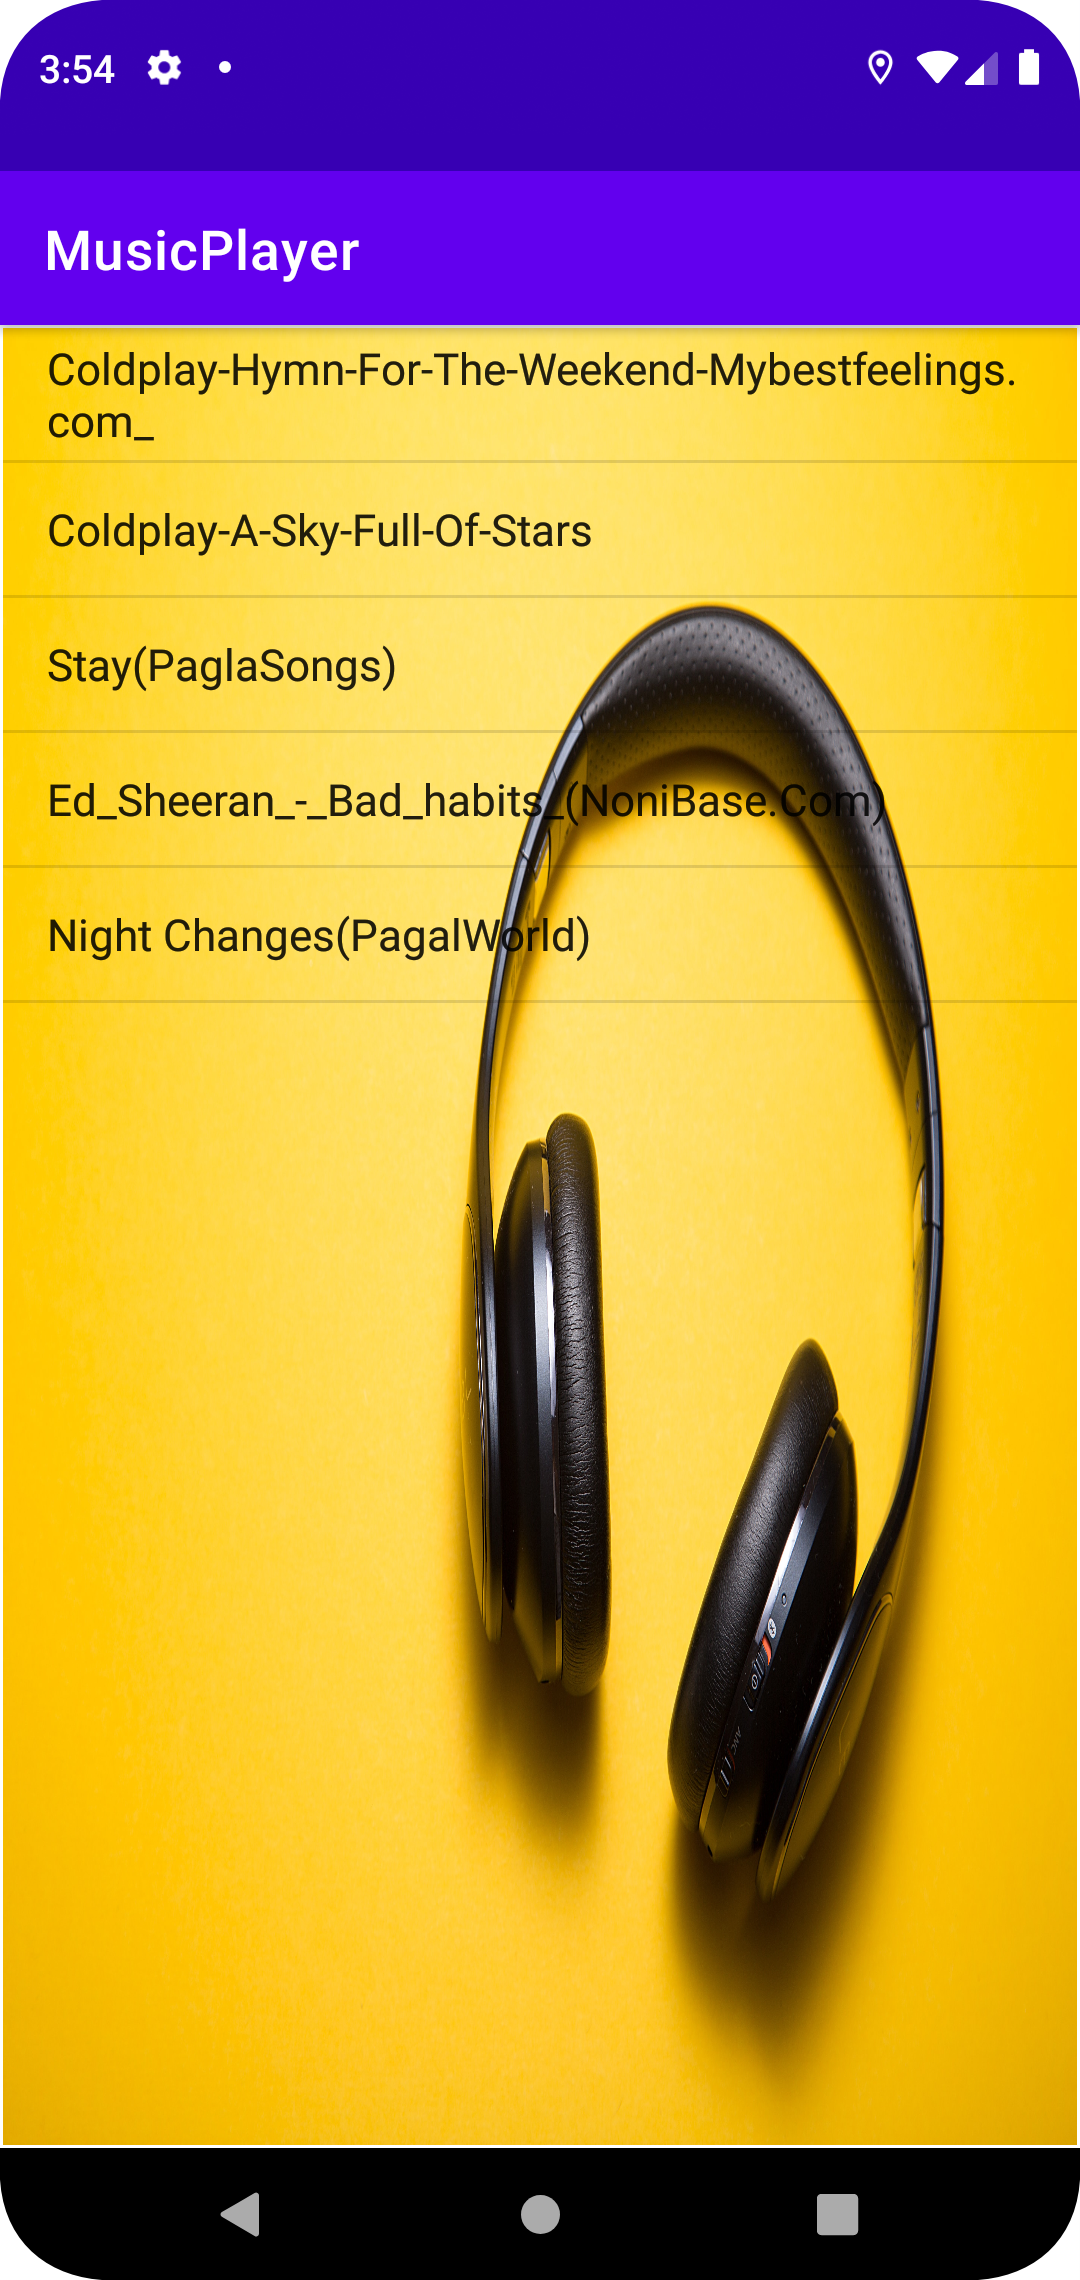 3:54
MusicPlayer
Coldplay-Hymn-For-The-Weekend-Mybestfeelings.
com_
Coldplay-A-Sky-Full-Of-Stars
Stay(PaglaSongs)
Ed_Sheeran_-_Bad_habits_(NoniBase.Com)
Night Changes(PagalWorld)
ANC